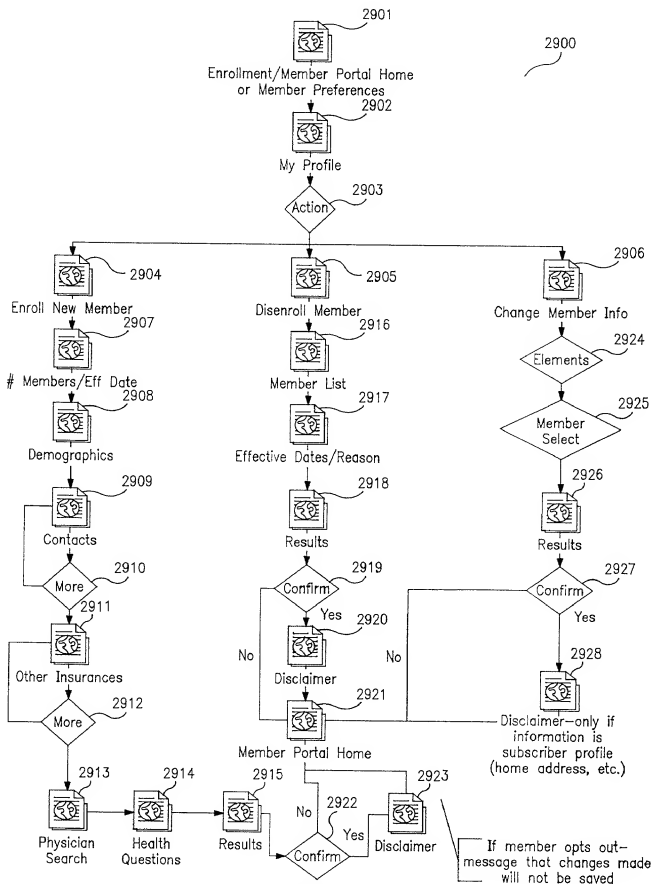 2901
2900
Enrollment/Member Portal Home
or Member Preferences
2902
My Profile
2903
Action
2904
Enroll New Member
2905
Disenroll Member
2906
Change Member Info
2907
# Members/Eff Date
2916
Member List
2924
Elements
2908
Demographics
2917
Effective Dates/Reason
2925
Member
Select
2909
Contacts
2918
Results
2926
Results
2910
More
2919
Confirm
Yes
No
2927
Confirm
Yes
No
2911
Other Insurances
2920
Disclaimer
2928
Disclaimer-only if
information is
subscriber profile
(home address, etc.)
2912
More
2921
Member Portal Home
2913
Physician
Search
2914
Health
Questions
2915
Results
2922
Confirm
No
Yes
2923
Disclaimer
If member opts out-
message that changes made
will not be saved